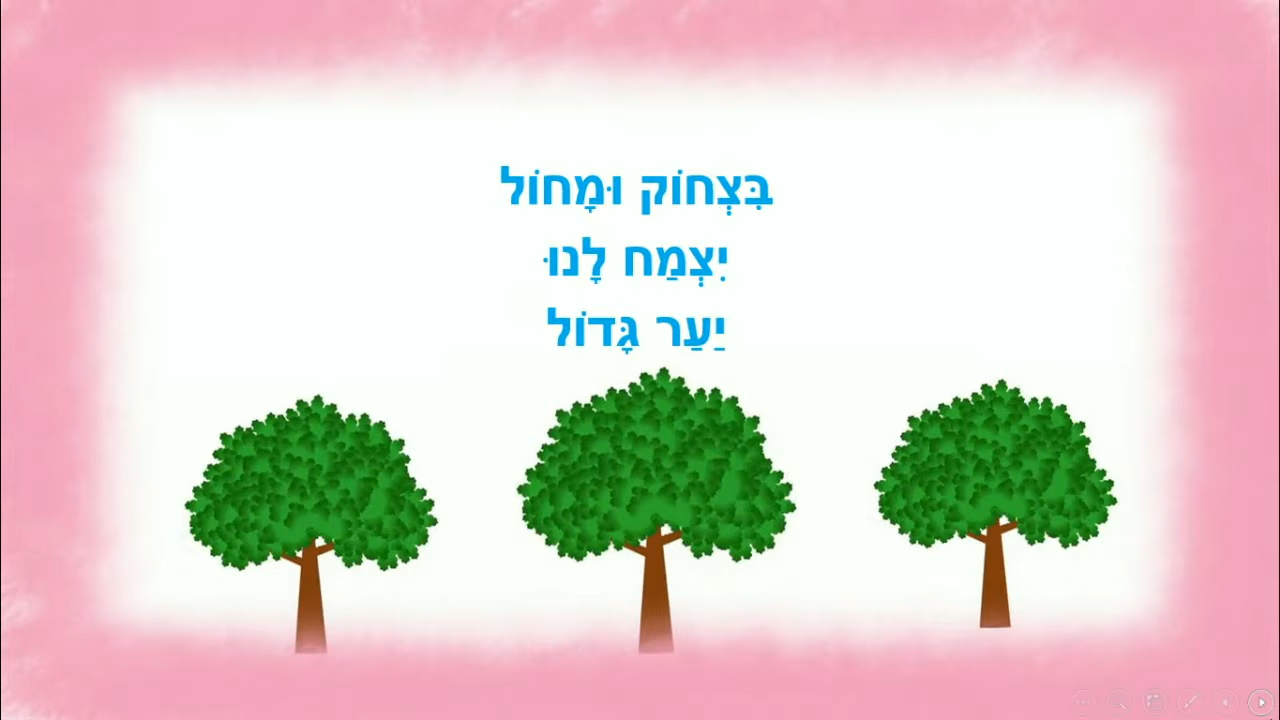 בִּצְחוֹק וּמָחוֹל
יִצְמַח לָנוּ
יַעַר גָּדוֹל